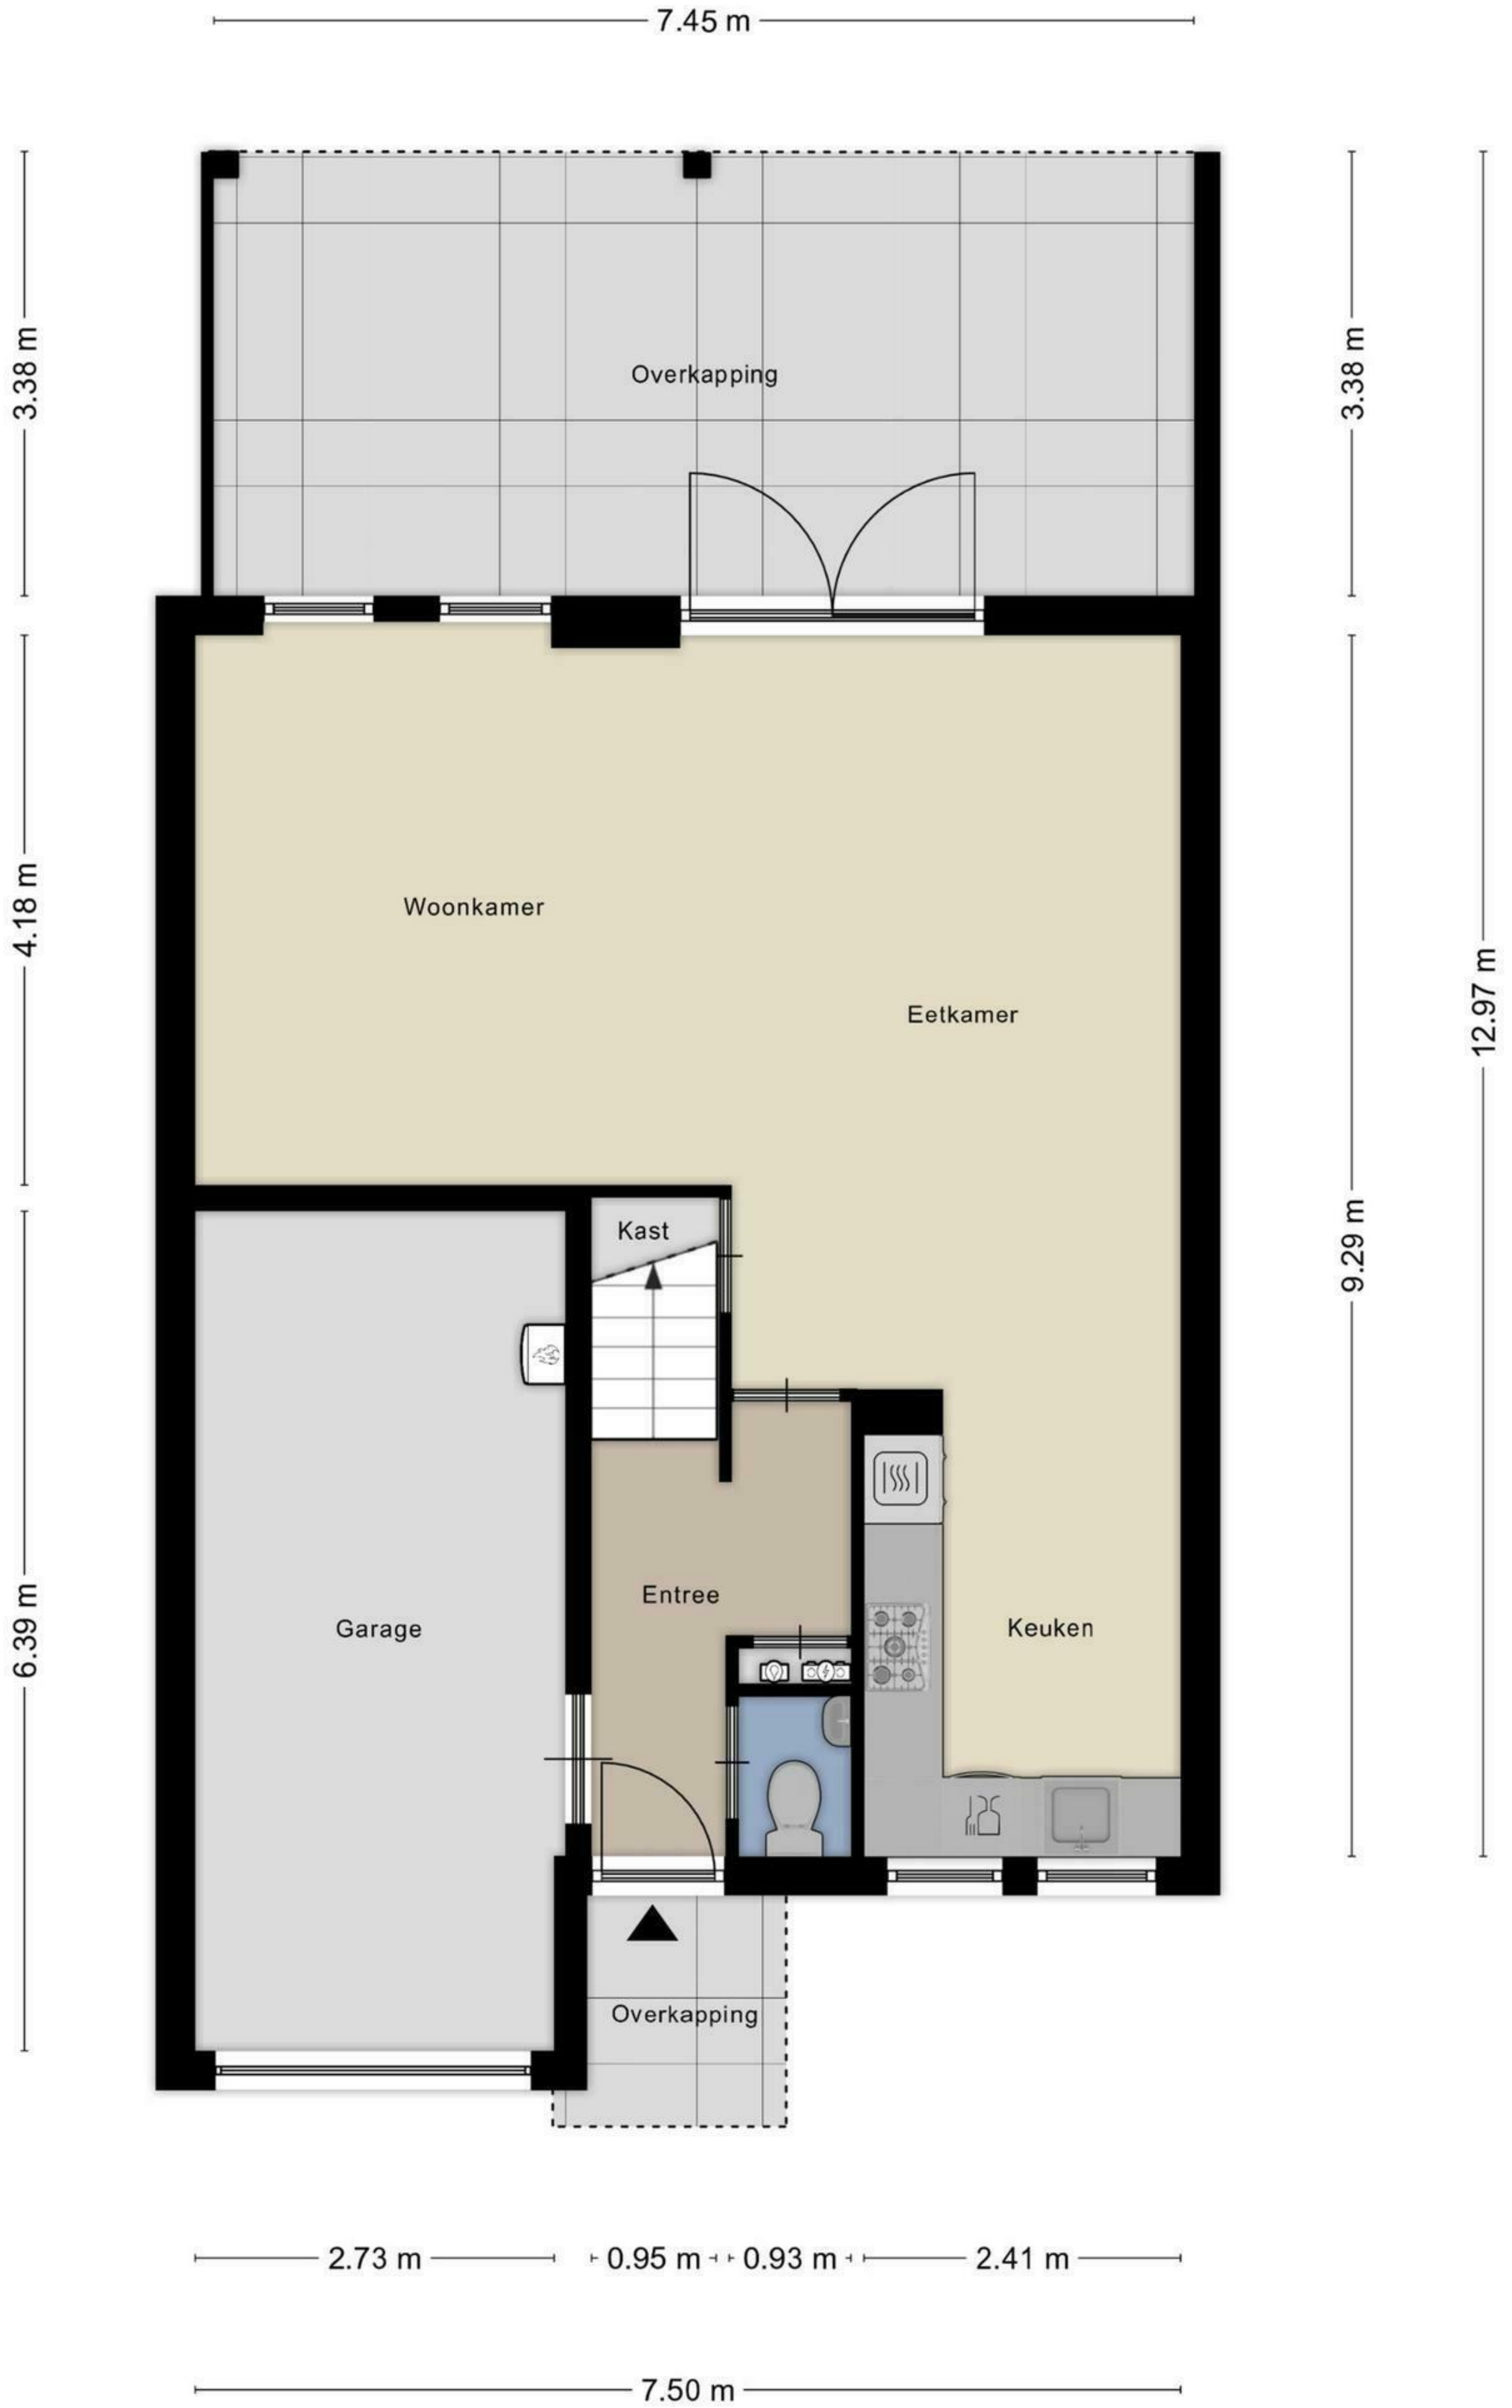 7.45 m
3.38 m
3.38 m
Overkapping
Woonkamer
4.18 m
12.97 m
Eetkamer
Kast
9.29 m
Entree
Garage
Keuken
6.39 m
Overkapping
2.73 m
0.95 m
0.93 m
2.41 m
7.50 m